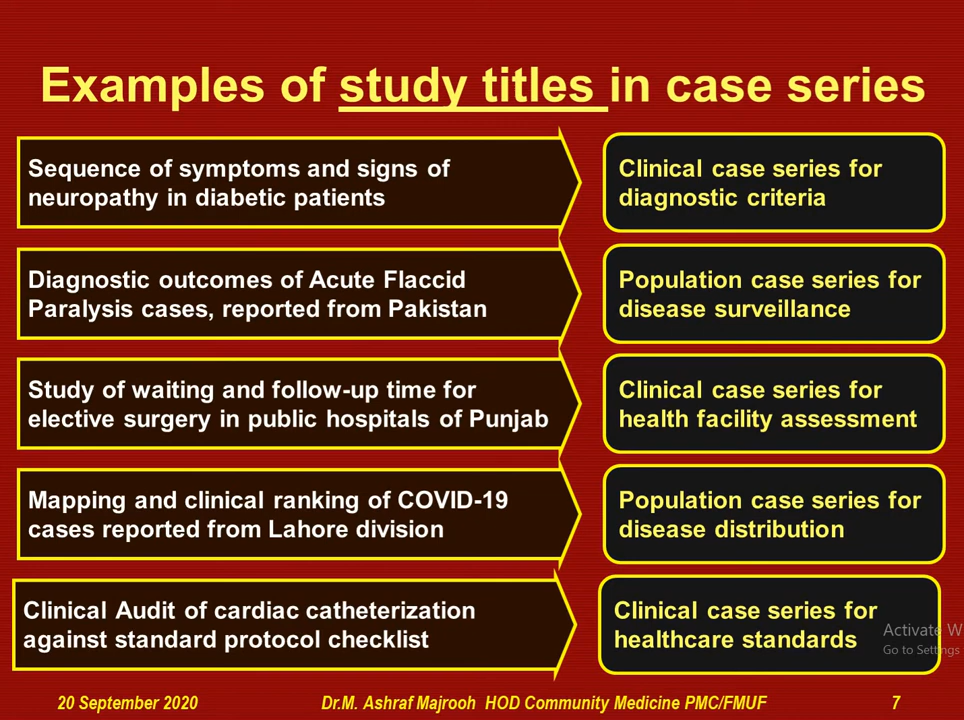 Examples of study titles in case series
Sequence of symptoms and signs of
neuropathy in diabetic patients
Clinical case series for
diagnostic criteria
Diagnostic outcomes of Acute Flaccid
Paralysis cases, reported from Pakistan
Population case series for
disease surveillance
Study of waiting and follow-up time for
elective surgery in public hospitals of Punjab
Clinical case series for
health facility assessment
Mapping and clinical ranking of COVID-19
cases reported from Lahore division
Population case series for
disease distribution
Clinical Audit of cardiac catheterization
against standard protocol checklist
Clinical case series for
healthcare standards
Activate W
Go to Settings
20 September 2020 Dr.M. Ashraf Majrooh HOD Community Medicine PMC/FMUF 7